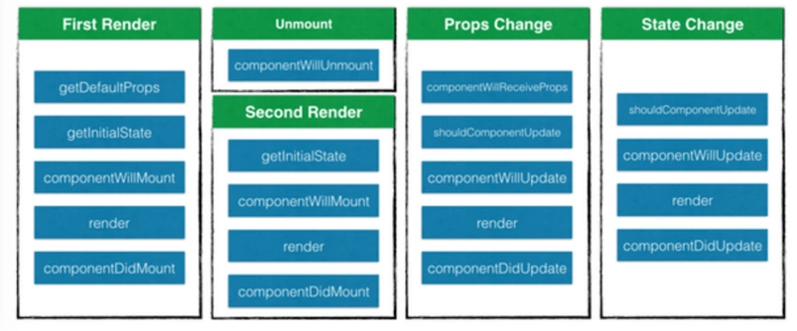 First Render
getDefaultProps
getInitialState
componentWillMount
render
componentDidMount
Unmount
componentWillUnmount
Second Render
getInitialState
componentWillMount
render
componentDidMount
Props Change
componentWillReceiveProps
shouldComponentUpdate
componentWillUpdate
render
componentDidUpdate
State Change
shouldComponentUpdate
componentWillUpdate
render
componentDidUpdate